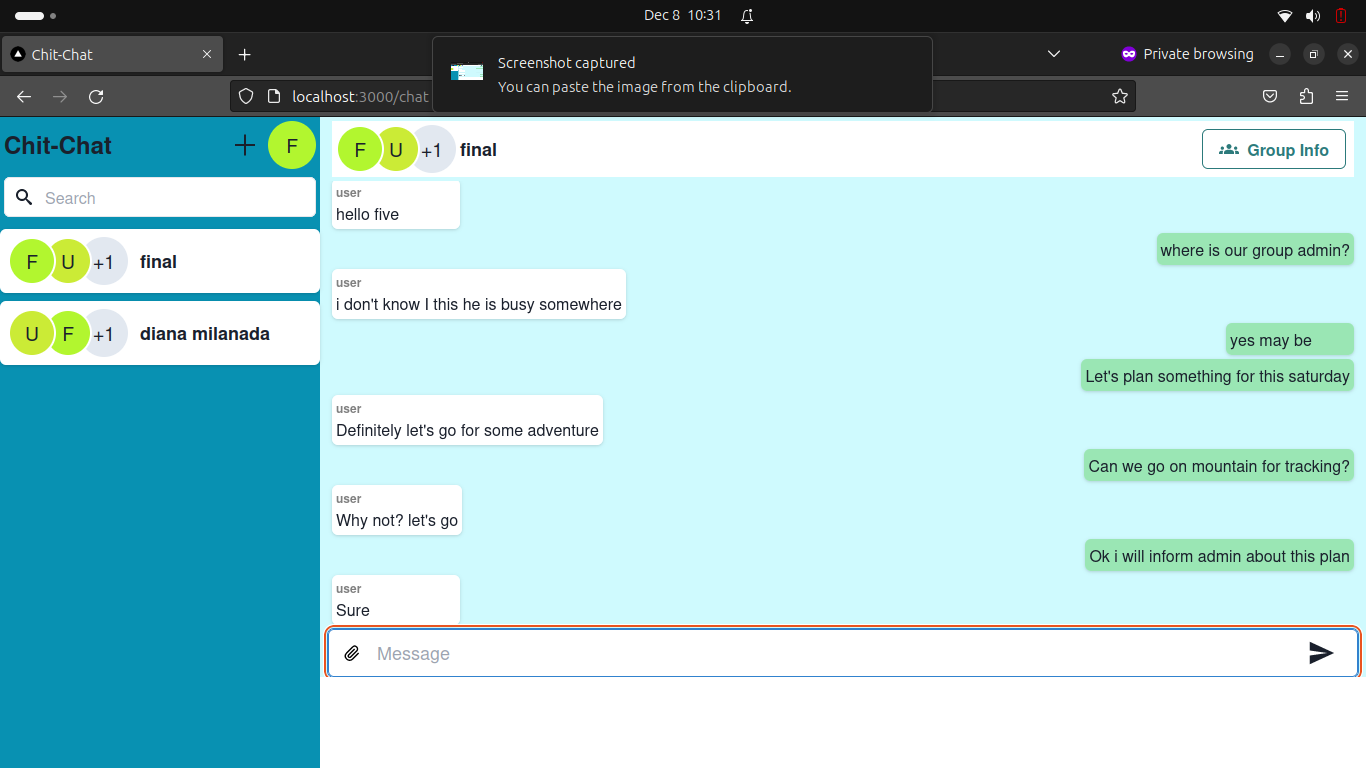 Dec 8 10:31
Chit-Chat
Private browsing
Screenshot captured
You can paste the image from the clipboard.
localhost:3000/chat
Chit-Chat
F
Search
F U +1 final
U F +1 diana milanada
F U +1 final
Group Info
user
hello five
where is our group admin?
user
i don't know I this he is busy somewhere
yes may be
Let's plan something for this saturday
user
Definitely let's go for some adventure
Can we go on mountain for tracking?
user
Why not? let's go
Ok i will inform admin about this plan
user
Sure
Message